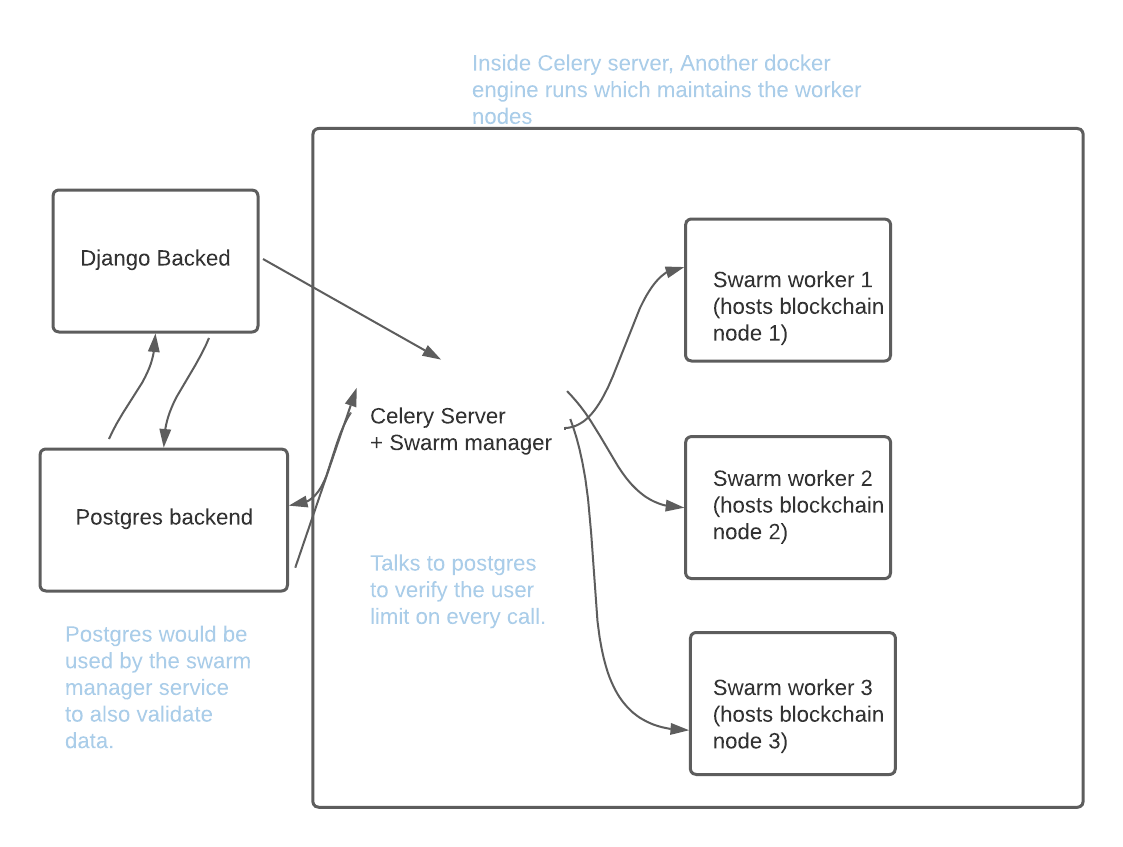 Inside Celery server, Another docker
engine runs which maintains the worker
nodes
Django Backed
Swarm worker 1
(hosts blockchain
node 1)
Celery Server
+ Swarm manager
Swarm worker 2
(hosts blockchain
node 2)
Postgres backend
Talks to postgres
to verify the user
limit on every call.
Postgres would be
used by the swarm
manager service
to also validate
data.
Swarm worker 3
(hosts blockchain
node 3)